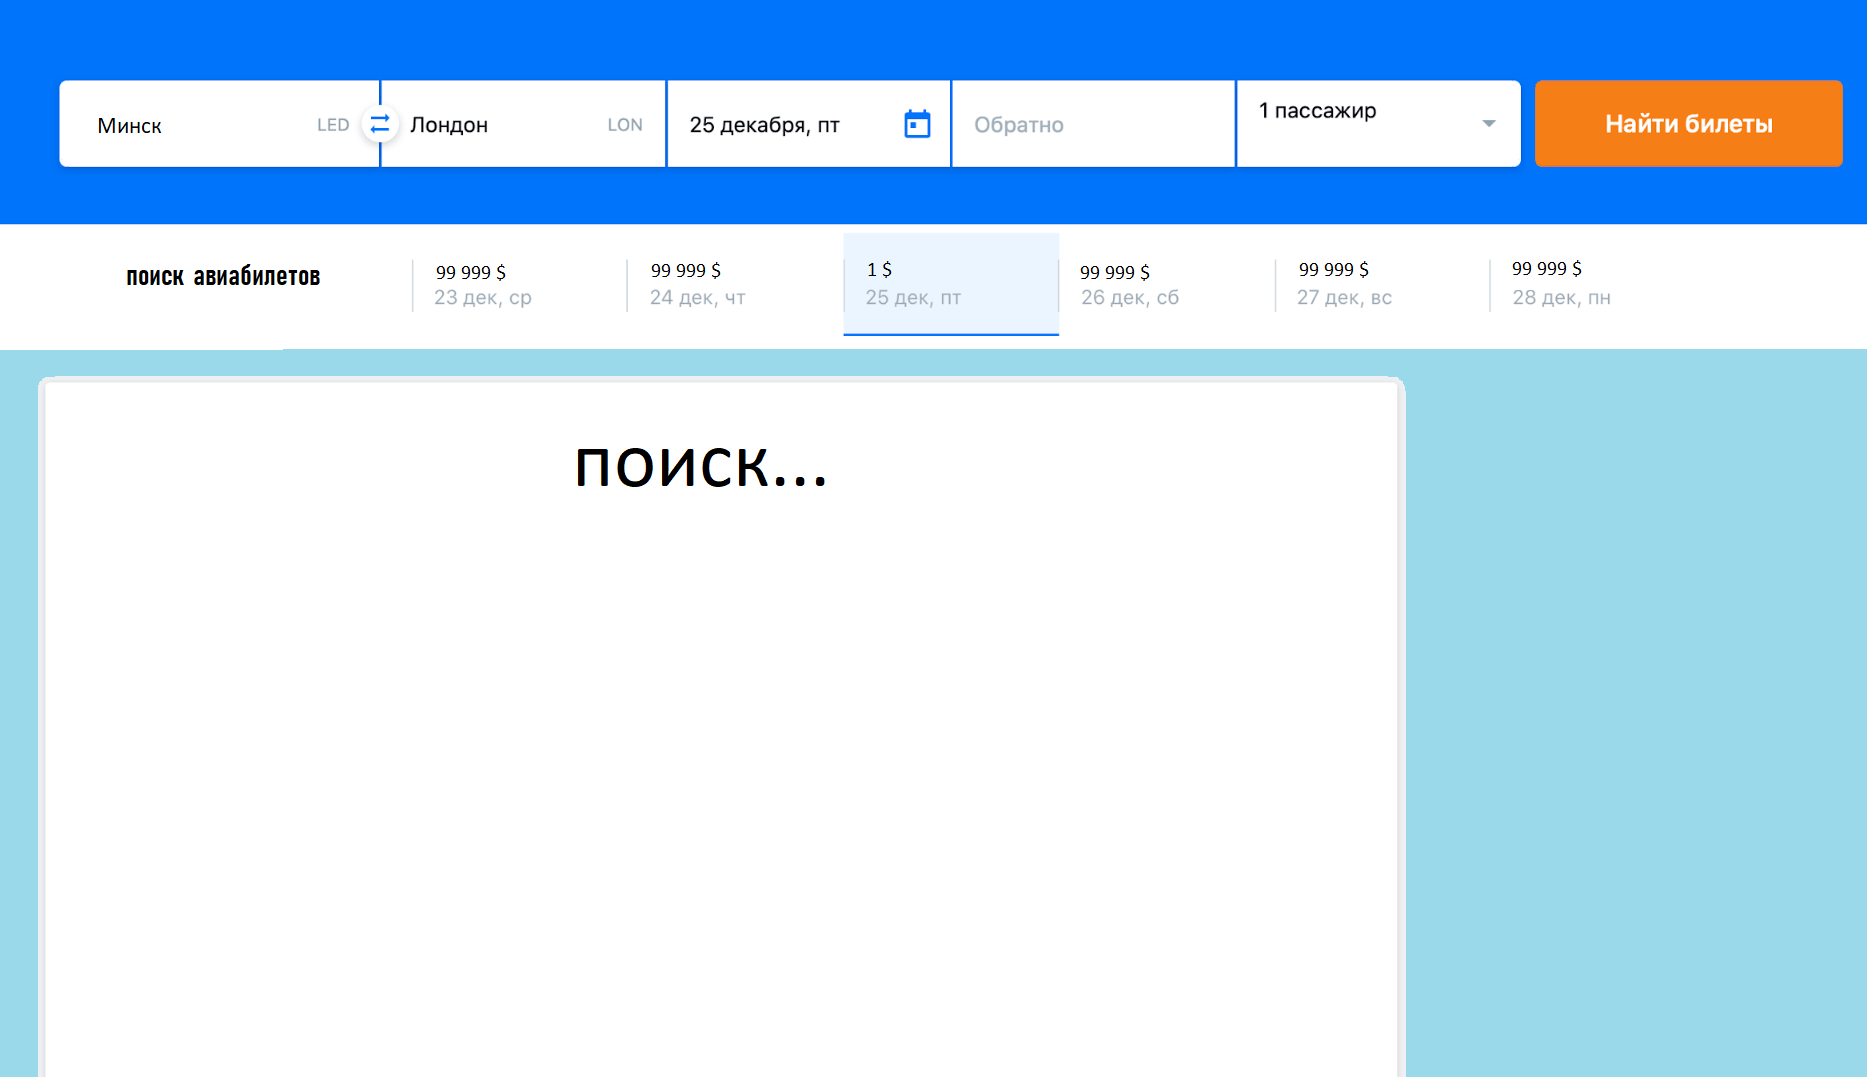 Минск LED Лондон LON 25 декабря, пт Обратно 1 пассажир Найти билеты
поиск авиабилетов
99 999 $ 99 999 $ 1 $ 99 999 $ 99 999 $ 99 999 $
23 дек, ср 24 дек, чт 25 дек, пт 26 дек, сб 27 дек, вс 28 дек, пн
поиск...